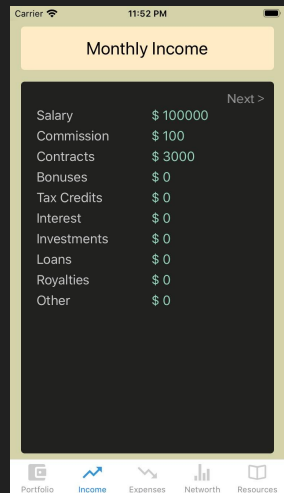 Carrier 11:52 PM
Monthly Income
Next >
Salary $ 100000
Commission $ 100
Contracts $ 3000
Bonuses $ 0
Tax Credits $ 0
Interest $ 0
Investments $ 0
Loans $ 0
Royalties $ 0
Other $ 0
Portfolio Income Expenses Networth Resources